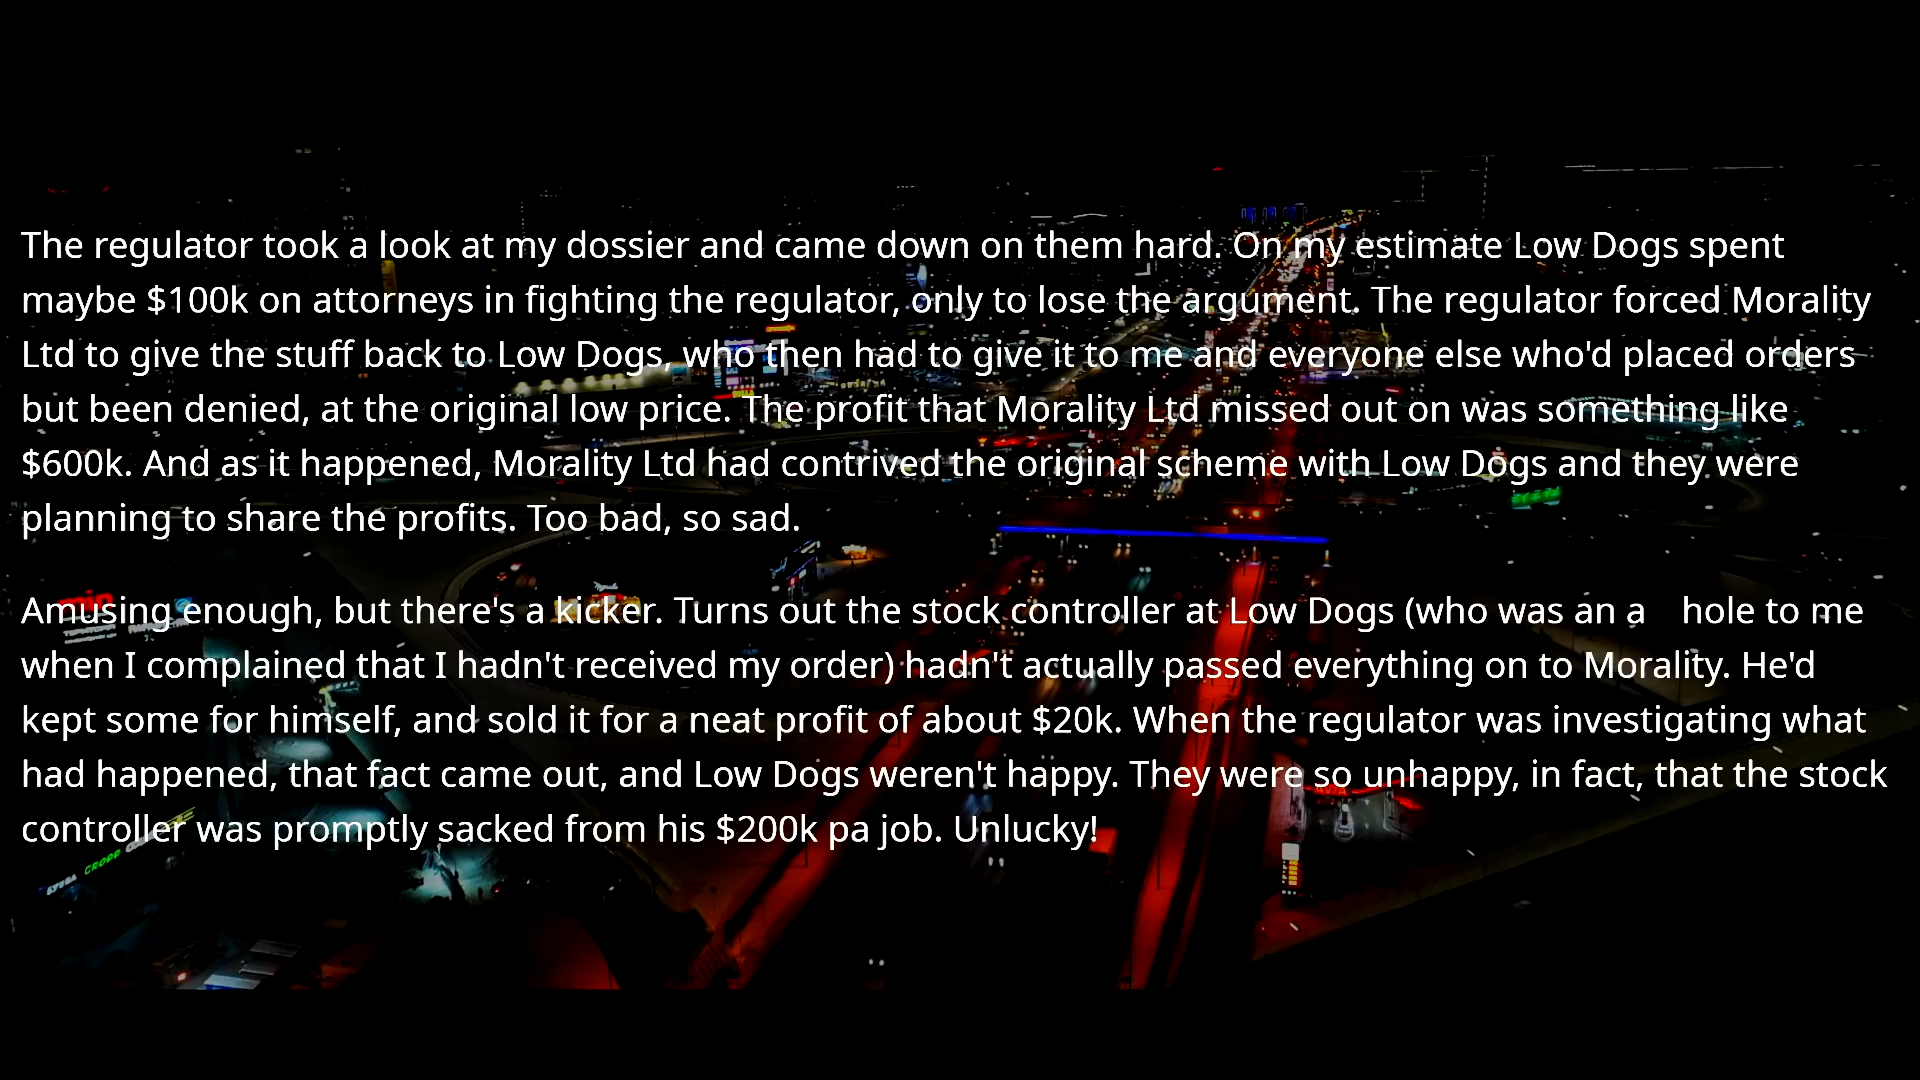 The regulator took a look at my dossier and came down on them hard. On my estimate Low Dogs spent
maybe $100k on attorneys in fighting the regulator, only to lose the argument. The regulator forced Morality
Ltd to give the stuff back to Low Dogs, who then had to give it to me and everyone else who'd placed orders
but been denied, at the original low price. The profit that Morality Ltd missed out on was something like
$600k. And as it happened, Morality Ltd had contrived the original scheme with Low Dogs and they were
planning to share the profits. Too bad, so sad.
Amusing enough, but there's a kicker. Turns out the stock controller at Low Dogs (who was an a hole to me
when I complained that I hadn't received my order) hadn't actually passed everything on to Morality. He'd
kept some for himself, and sold it for a neat profit of about $20k. When the regulator was investigating what
had happened, that fact came out, and Low Dogs weren't happy. They were so unhappy, in fact, that the stock
controller was promptly sacked from his $200k pa job. Unlucky!
CROPP